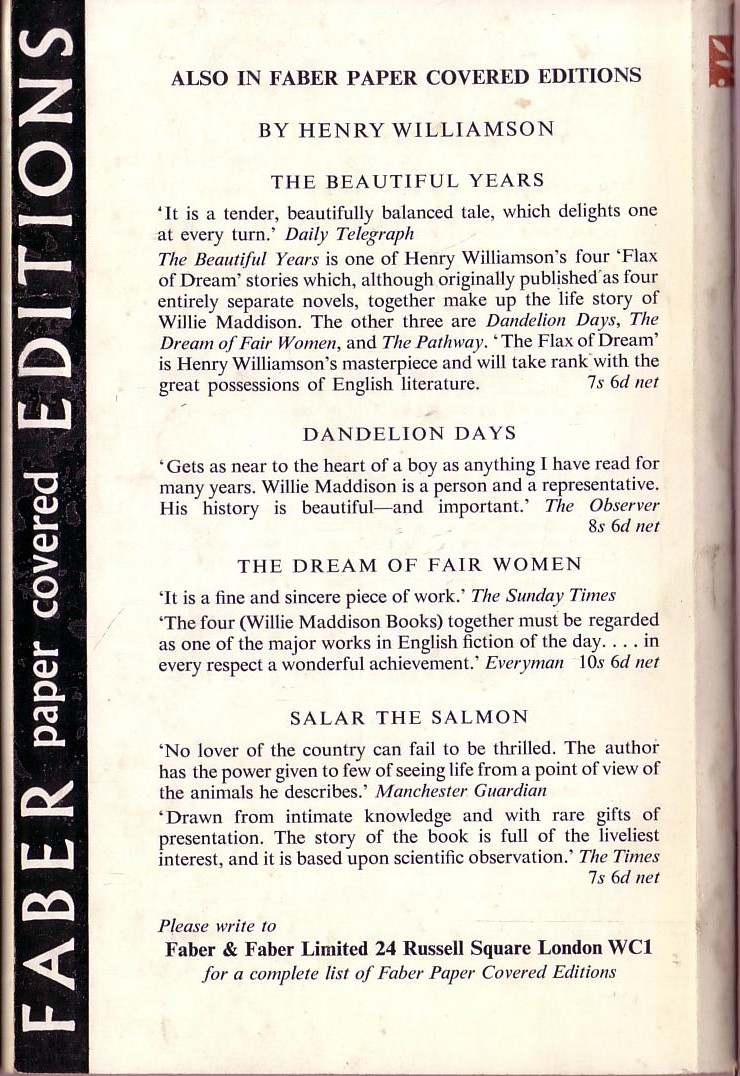 FABER paper covered EDITIONS
ALSO IN FABER PAPER COVERED EDITIONS
BY HENRY WILLIAMSON
THE BEAUTIFUL YEARS
‘It is a tender, beautifully balanced tale, which delights one
at every turn.’ Daily Telegraph
The Beautiful Years is one of Henry Williamson’s four ‘Flax
of Dream’ stories which, although originally published as four
entirely separate novels, together make up the life story of
Willie Maddison. The other three are Dandelion Days, The
Dream of Fair Women, and The Pathway. ‘The Flax of Dream’
is Henry Williamson’s masterpiece and will take rank with the
great possessions of English literature. 7s 6d net
DANDELION DAYS
‘Gets as near to the heart of a boy as anything I have read for
many years. Willie Maddison is a person and a representative.
His history is beautiful—and important.’ The Observer
8s 6d net
THE DREAM OF FAIR WOMEN
‘It is a fine and sincere piece of work.’ The Sunday Times
‘The four (Willie Maddison Books) together must be regarded
as one of the major works in English fiction of the day. . . . in
every respect a wonderful achievement.’ Everyman 10s 6d net
SALAR THE SALMON
‘No lover of the country can fail to be thrilled. The author
has the power given to few of seeing life from a point of view of
the animals he describes.’ Manchester Guardian
‘Drawn from intimate knowledge and with rare gifts of
presentation. The story of the book is full of the liveliest
interest, and it is based upon scientific observation.’ The Times
7s 6d net
Please write to
Faber & Faber Limited 24 Russell Square London WC1
for a complete list of Faber Paper Covered Editions